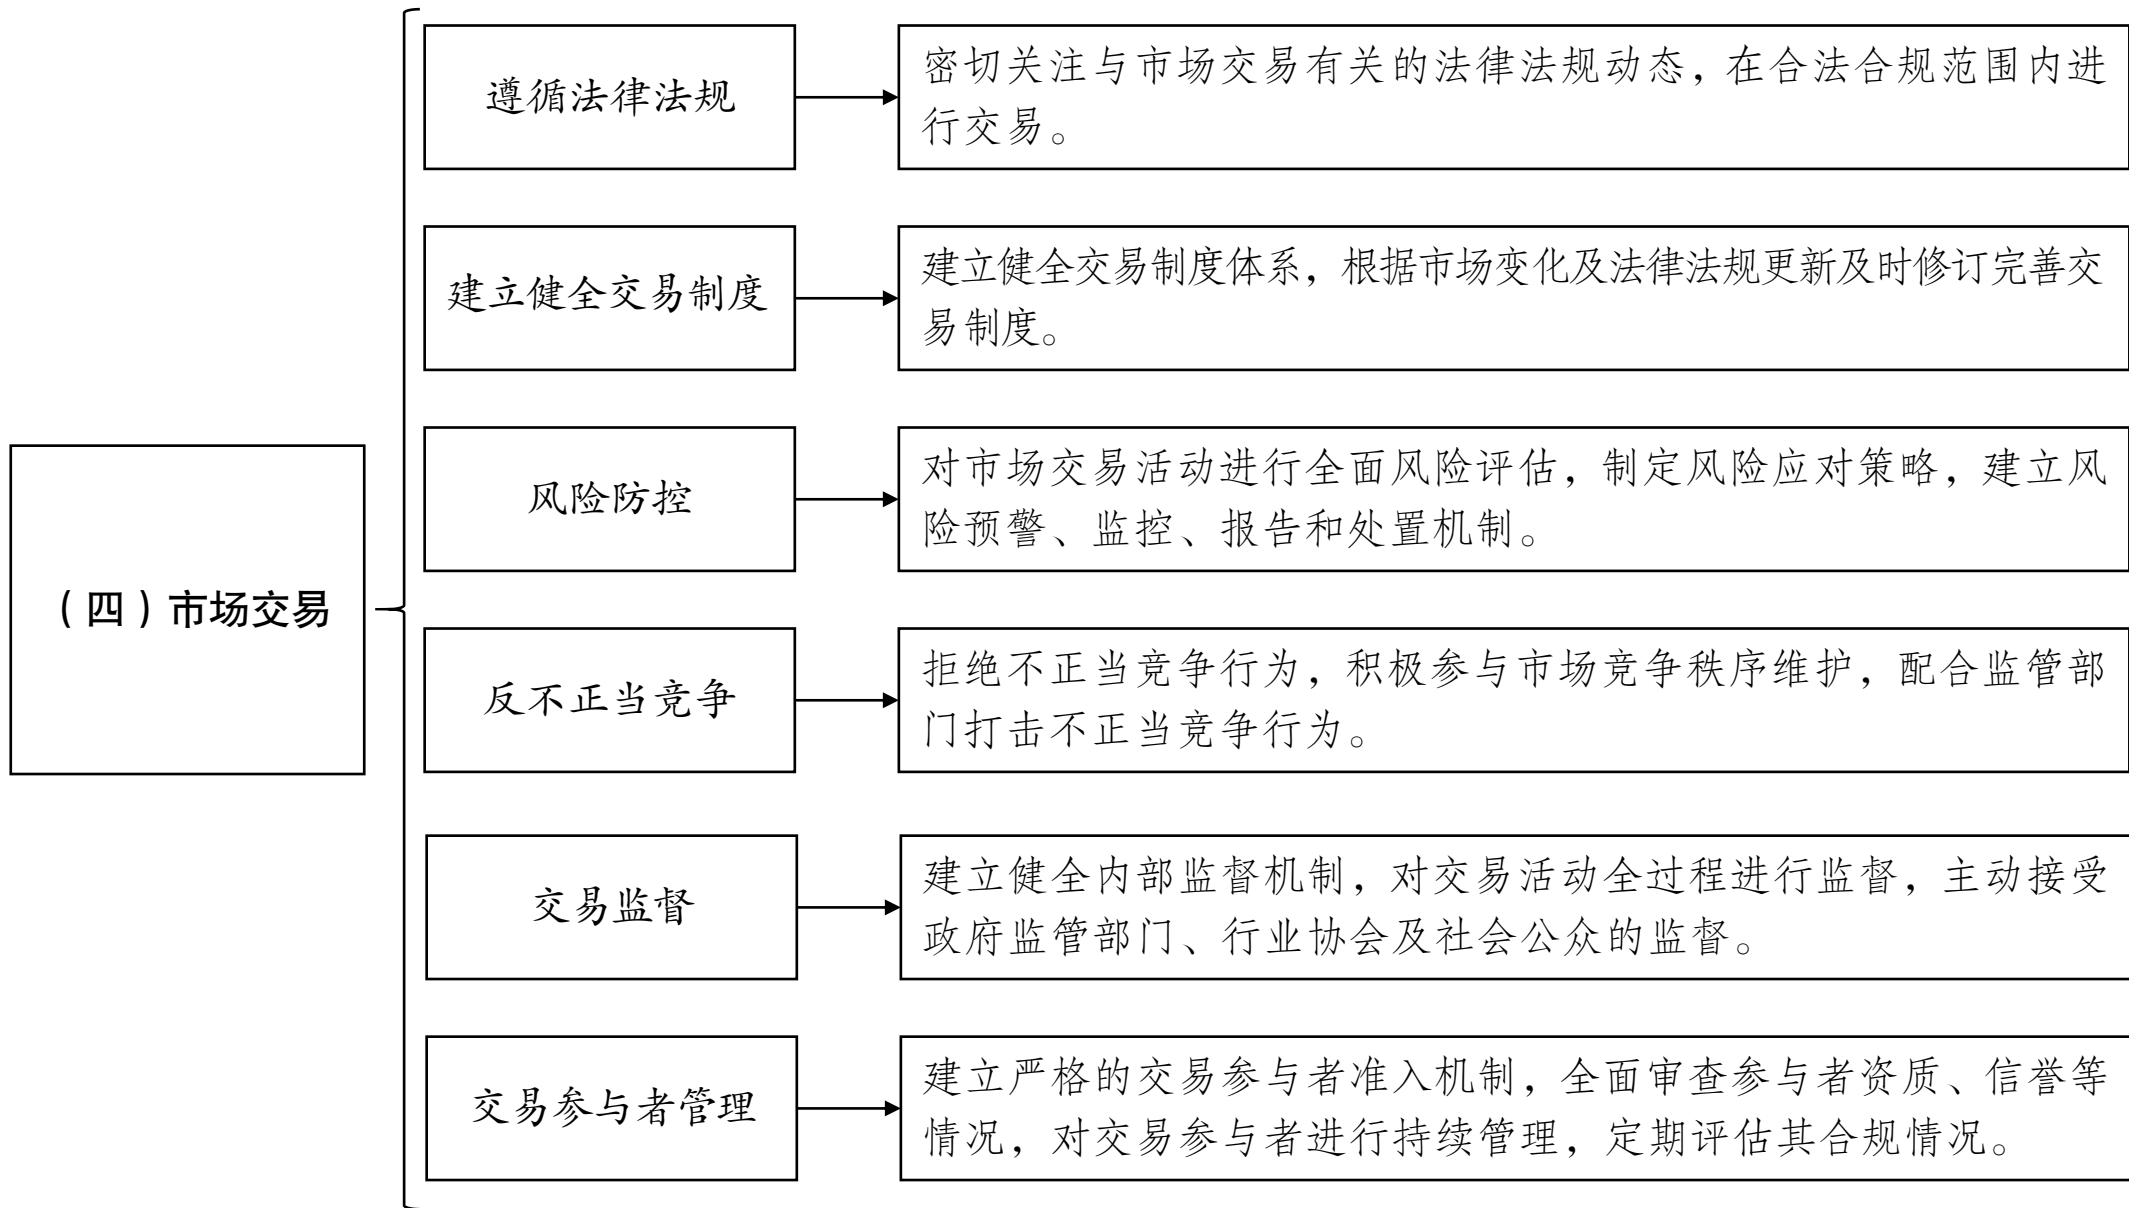 （四）市场交易
遵循法律法规
密切关注与市场交易有关的法律法规动态，在合法合规范围内进
行交易。
建立健全交易制度
建立健全交易制度体系，根据市场变化及法律法规更新及时修订完善交
易制度。
风险防控
对市场交易活动进行全面风险评估，制定风险应对策略，建立风
险预警、监控、报告和处置机制。
反不正当竞争
拒绝不正当竞争行为，积极参与市场竞争秩序维护，配合监管部
门打击不正当竞争行为。
交易监督
建立健全内部监督机制，对交易活动全过程进行监督，主动接受
政府监管部门、行业协会及社会公众的监督。
交易参与者管理
建立严格的交易参与者准入机制，全面审查参与者资质、信誉等
情况，对交易参与者进行持续管理，定期评估其合规情况。